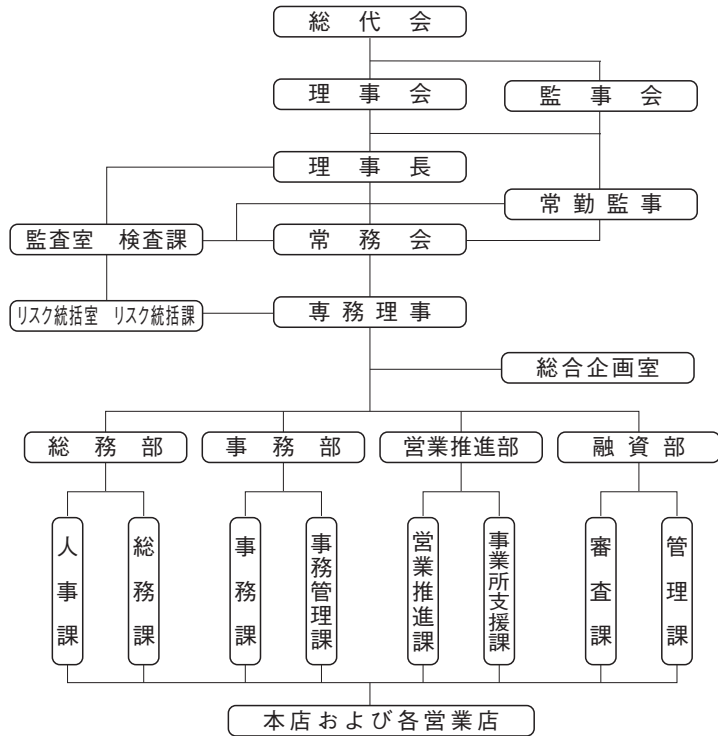 総代会
理事会
監事会
理事長
常勤監事
監査室 検査課
常務会
リスク統括室 リスク統括課
専務理事
総合企画室
総務部
事務部
営業推進部
融資部
人事課
総務課
事務課
事務管理課
営業推進課
事業所支援課
審査課
管理課
本店および各営業店